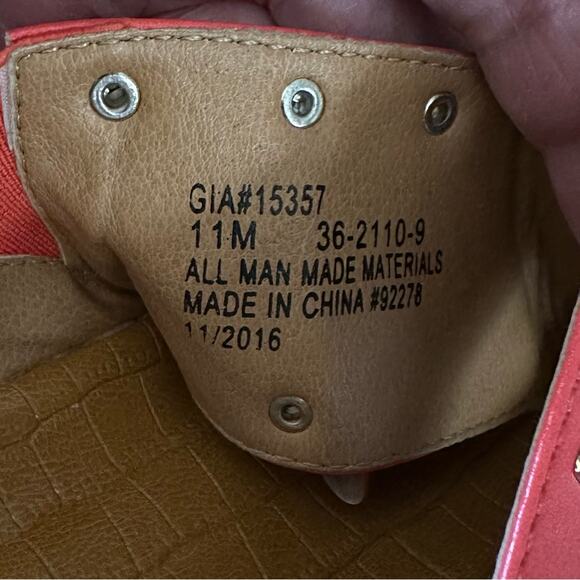 GIA#15357
11M 36-2110-9
ALL MAN MADE MATERIALS
MADE IN CHINA #92278
11/2016